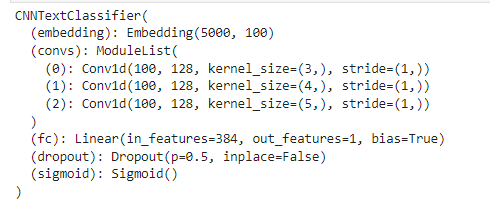 CNNTextClassifier(
  (embedding): Embedding(5000, 100)
  (convs): ModuleList(
    (0): Conv1d(100, 128, kernel_size=(3,), stride=(1,))
    (1): Conv1d(100, 128, kernel_size=(4,), stride=(1,))
    (2): Conv1d(100, 128, kernel_size=(5,), stride=(1,))
  )
  (fc): Linear(in_features=384, out_features=1, bias=True)
  (dropout): Dropout(p=0.5, inplace=False)
  (sigmoid): Sigmoid()
)